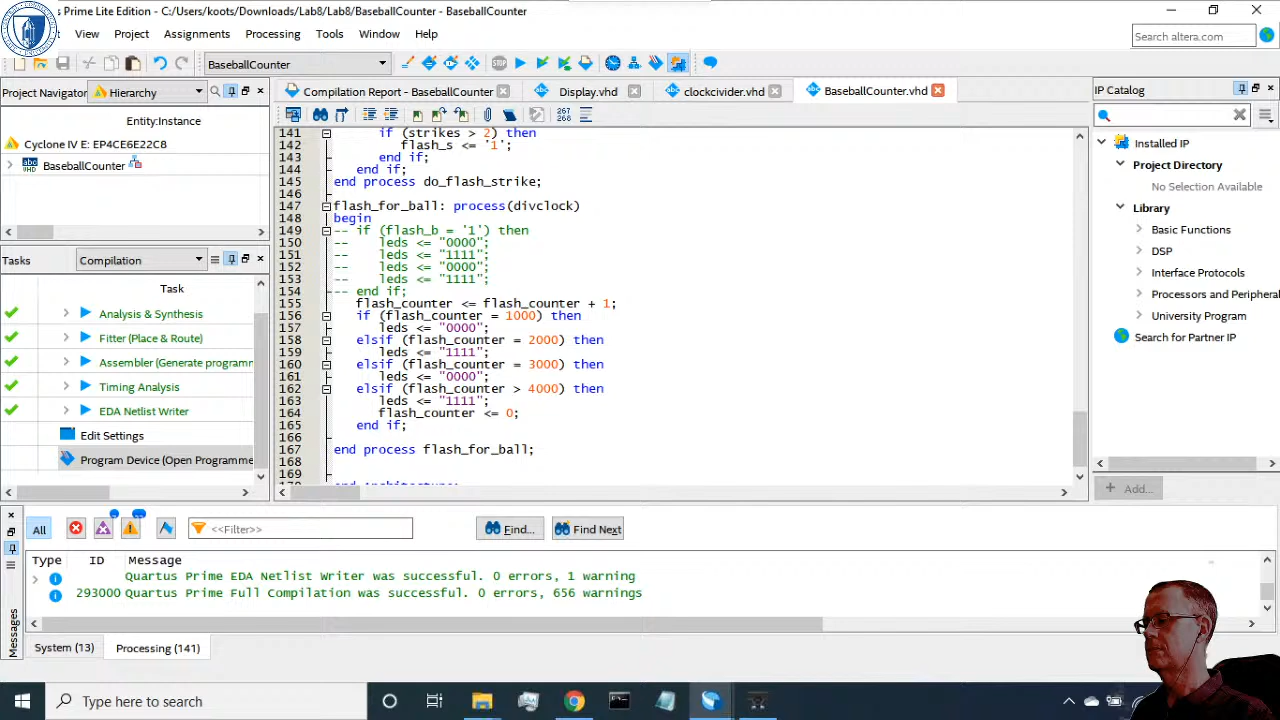 s Prime Lite Edition - C:/Users/koots/Downloads/Lab8/Lab8/BaseballCounter - BaseballCounter
View Project Assignments Processing Tools Window Help
Search altera.com
BaseballCounter
Project Navigator Hierarchy
Compilation Report - BaseballCounter Display.vhd clockcivider.vhd BaseballCounter.vhd
IP Catalog
Entity:Instance
Cyclone IV E: EP4CE6E22C8
BaseballCounter
Tasks Compilation
Task
Analysis & Synthesis
Fitter (Place & Route)
Assembler (Generate programm
Timing Analysis
EDA Netlist Writer
Edit Settings
Program Device (Open Programme
267
268
141 if (strikes > 2) then
142 flash_s <= '1';
143 end if;
144 end if;
145 end process do_flash_strike;
146
147 flash_for_ball: process(divclock)
148 begin
149 -- if (flash_b = '1') then
150 -- leds <= "0000";
151 -- leds <= "1111";
152 -- leds <= "0000";
153 -- leds <= "1111";
154 -- end if;
155 flash_counter <= flash_counter + 1;
156 if (flash_counter = 1000) then
157 leds <= "0000";
158 elsif (flash_counter = 2000) then
159 leds <= "1111";
160 elsif (flash_counter = 3000) then
161 leds <= "0000";
162 elsif (flash_counter > 4000) then
163 leds <= "1111";
164 flash_counter <= 0;
165 end if;
166
167 end process flash_for_ball;
168
169
Installed IP
Project Directory
No Selection Available
Library
Basic Functions
DSP
Interface Protocols
Processors and Periphera
University Program
Search for Partner IP
+ Add...
All <<Filter>> Find... Find Next
Type ID Message
Quartus Prime EDA Netlist Writer was successful. 0 errors, 1 warning
293000 Quartus Prime Full Compilation was successful. 0 errors, 656 warnings
Messages
System (13) Processing (141)
Type here to search